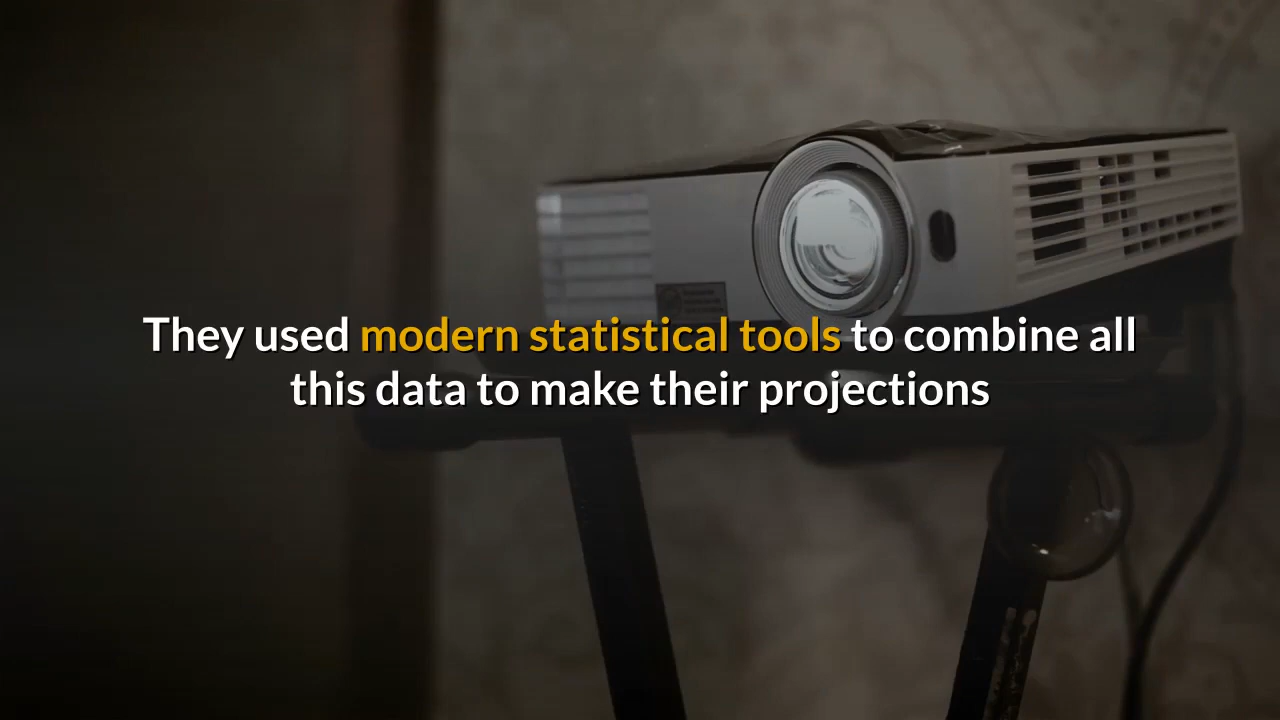 They used modern statistical tools to combine all
this data to make their projections